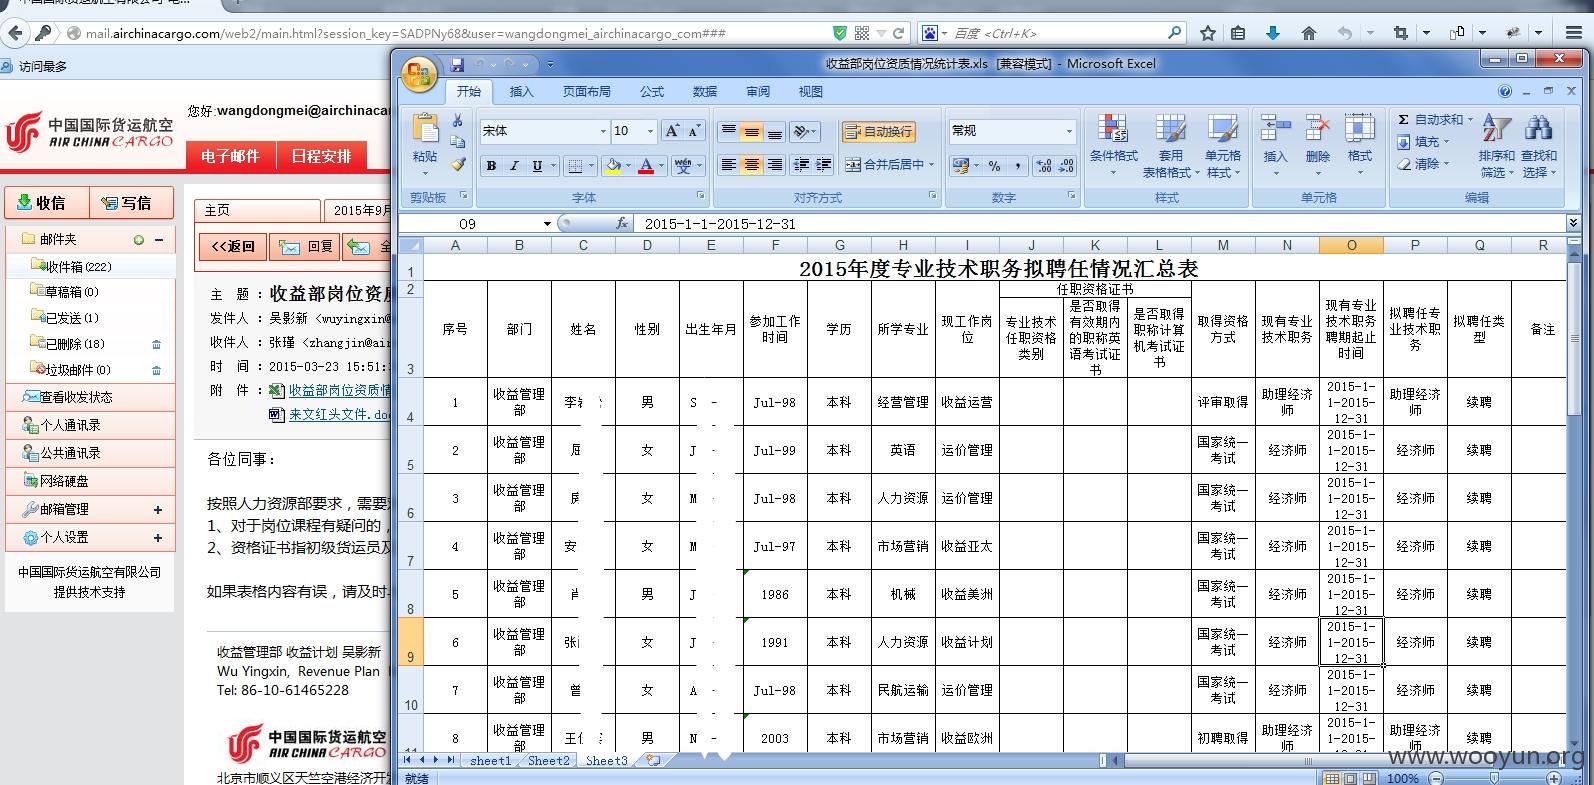 mail.airchinacargo.com/web2/main.html?session_key=SADPNy68&user=wangdongmei_airchinacargo_com###
百度 <Ctrl+K>
访问最多
收益部岗位资质情况统计表.xls [兼容模式] - Microsoft Excel
开始 插入 页面布局 公式 数据 审阅 视图
您好:wangdongmei@airchinacar
中国国际货运航空
AIR CHINA CARGO
电子邮件 日程安排
宋体 10 自动换行 常规
粘贴 B I U 合并后居中 % ,
条件格式 套用表格格式 单元格样式 插入 删除 格式
Σ 自动求和 填充 清除 排序和筛选 查找和选择
剪贴板 字体 对齐方式 数字 样式 单元格 编辑
收信 写信
主页 2015年9月
<<返回 回复 全
邮件夹
收件箱(222)
草稿箱(0)
已发送(1)
已删除(18)
垃圾邮件(0)
查看收发状态
个人通讯录
公共通讯录
网络硬盘
邮箱管理 +
个人设置 +
中国国际货运航空有限公司
提供技术支持
主 题 : 收益部岗位资质
发件人 : 吴影新 <wuyingxin@
收件人 : 张瑾 <zhangjin@air
时 间 : 2015-03-23 15:51:
附 件 : 收益部岗位资质情
来文红头文件.doc
各位同事:
按照人力资源部要求，需要对
1、对于岗位课程有疑问的，
2、资格证书指初级货运员及
如果表格内容有误，请及时
收益管理部 收益计划 吴影新
Wu Yingxin, Revenue Plan
Tel: 86-10-61465228
中国国际货运航空
AIR CHINA CARGO
北京市顺义区天竺空港经济开发
O9 fx 2015-1-1-2015-12-31
A B C D E F G H I J K L M N O P Q R
1 2015年度专业技术职务拟聘任情况汇总表
2 任职资格证书
3 序号 部门 姓名 性别 出生年月 参加工作时间 学历 所学专业 现工作岗位 专业技术任职资格类别 是否取得有效期内的职称英语考试证书 是否取得职称计算机考试证书 取得资格方式 现有专业技术职务 现有专业技术职务聘期起止时间 拟聘任专业技术职务 拟聘任类型 备注
4 1 收益管理部 李 男 S - Jul-98 本科 经营管理 收益运营 评审取得 助理经济师 2015-1-1-2015-12-31 助理经济师 续聘
5 2 收益管理部 女 J - Jul-99 本科 英语 运价管理 国家统一考试 经济师 2015-1-1-2015-12-31 经济师 续聘
6 3 收益管理部 女 M - Jul-98 本科 人力资源 运价管理 国家统一考试 经济师 2015-1-1-2015-12-31 经济师 续聘
7 4 收益管理部 安 女 M - Jul-97 本科 市场营销 收益亚太 国家统一考试 经济师 2015-1-1-2015-12-31 经济师 续聘
8 5 收益管理部 男 J - 1986 本科 机械 收益美洲 国家统一考试 经济师 2015-1-1-2015-12-31 经济师 续聘
9 6 收益管理部 张 女 J - 1991 本科 人力资源 收益计划 国家统一考试 经济师 2015-1-1-2015-12-31 经济师 续聘
10 7 收益管理部 曾 女 A - Jul-98 本科 民航运输 运价管理 国家统一考试 经济师 2015-1-1-2015-12-31 经济师 续聘
11 8 收益管理部 王 男 N - 2003 本科 市场营销 收益欧洲 初聘取得 助理经济师 2015-1-1-2015- 助理经济师 续聘
sheet1 Sheet2 Sheet3
就绪 100%
www.wooyun.org